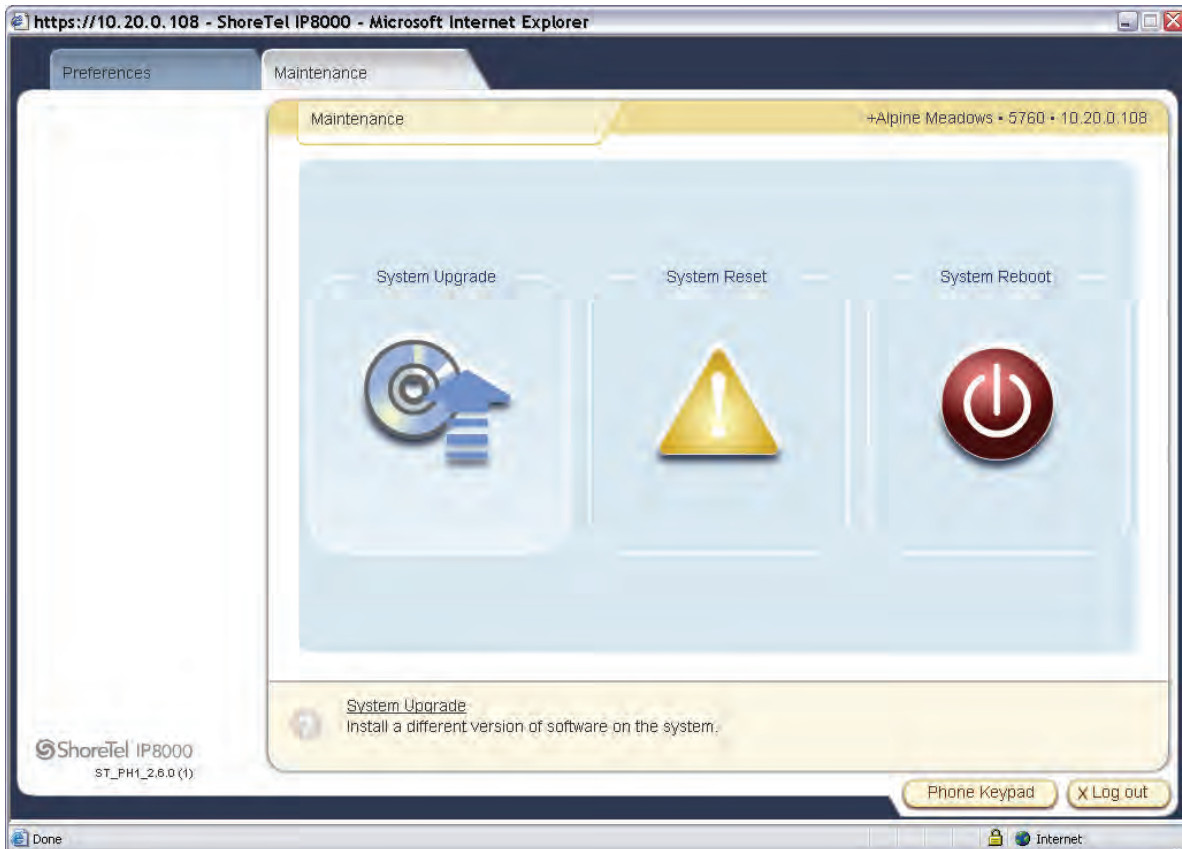 https://10.20.0.108 - ShoreTel IP8000 - Microsoft Internet Explorer
Preferences
Maintenance
Maintenance
+Alpine Meadows • 5760 • 10.20.0.108
System Upgrade
System Reset
System Reboot
System Upgrade
Install a different version of software on the system.
ShoreTel IP8000
ST_PH1_2.6.0 (1)
Phone Keypad
X Log out
Done
Internet